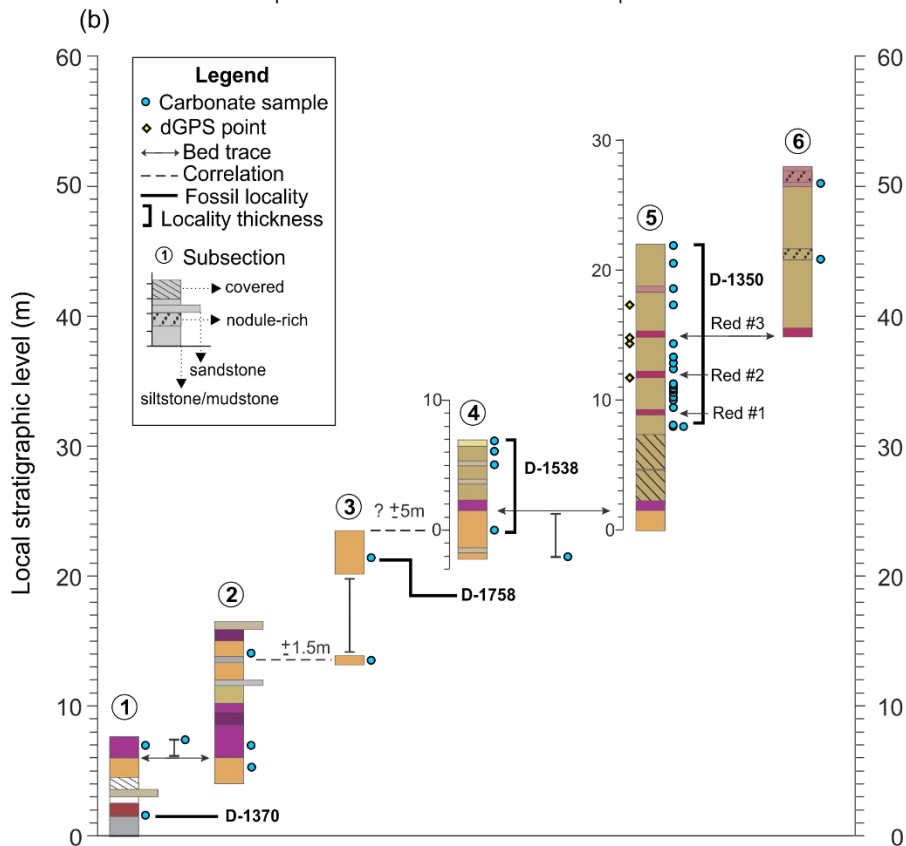 (b)
60
50
40
30
20
10
0
Local stratigraphic level (m)
Legend
Carbonate sample
dGPS point
Bed trace
Correlation
Fossil locality
Locality thickness
1 Subsection
covered
nodule-rich
sandstone
siltstone/mudstone
1
D-1370
2
±1.5m
3
? ±5m
D-1758
10
0
4
D-1538
30
20
10
0
5
D-1350
Red #3
Red #2
Red #1
6
60
50
40
30
20
10
0